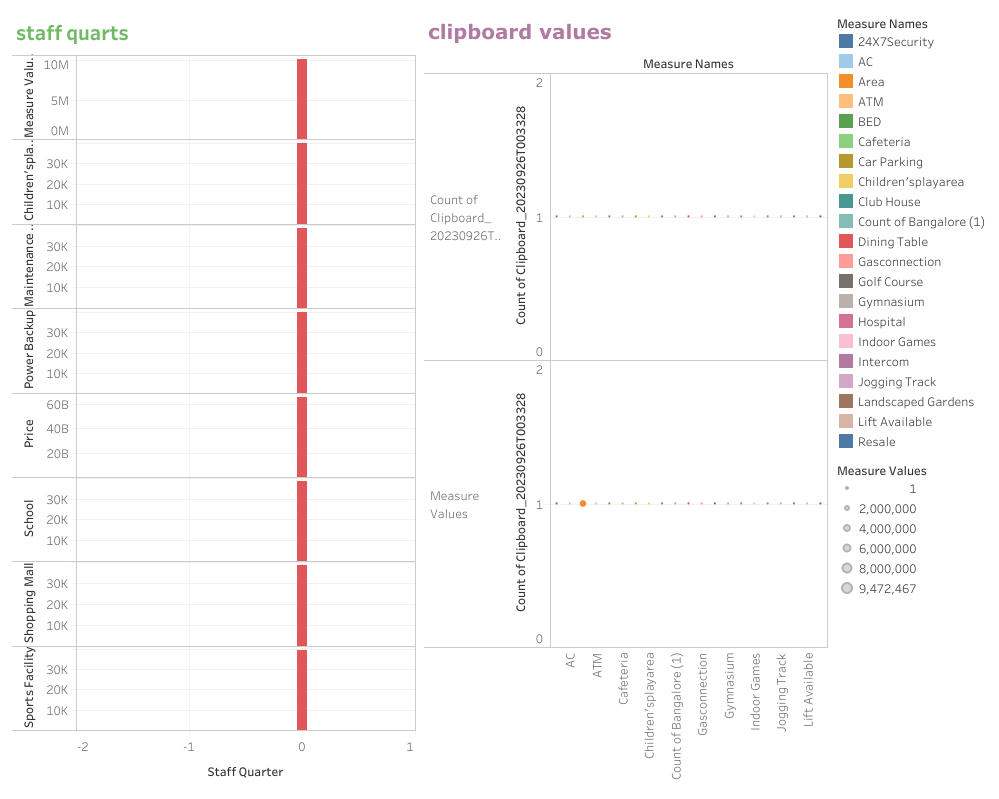 staff quarts
Measure Valu..
10M
5M
0M
Children'spla..
30K
20K
10K
Maintenance ..
30K
20K
10K
Power Backup
30K
20K
10K
Price
60B
40B
20B
School
30K
20K
10K
Shopping Mall
30K
20K
10K
Sports Facility
30K
20K
10K
-2
-1
0
1
Staff Quarter
clipboard values
Measure Names
Count of
Clipboard_
20230926T..
Count of Clipboard_20230926T003328
2
1
0
Measure
Values
Count of Clipboard_20230926T003328
2
1
0
AC
ATM
Cafeteria
Children'splayarea
Count of Bangalore (1)
Gasconnection
Gymnasium
Indoor Games
Jogging Track
Lift Available
Measure Names
24X7Security
AC
Area
ATM
BED
Cafeteria
Car Parking
Children'splayarea
Club House
Count of Bangalore (1)
Dining Table
Gasconnection
Golf Course
Gymnasium
Hospital
Indoor Games
Intercom
Jogging Track
Landscaped Gardens
Lift Available
Resale
Measure Values
1
2,000,000
4,000,000
6,000,000
8,000,000
9,472,467